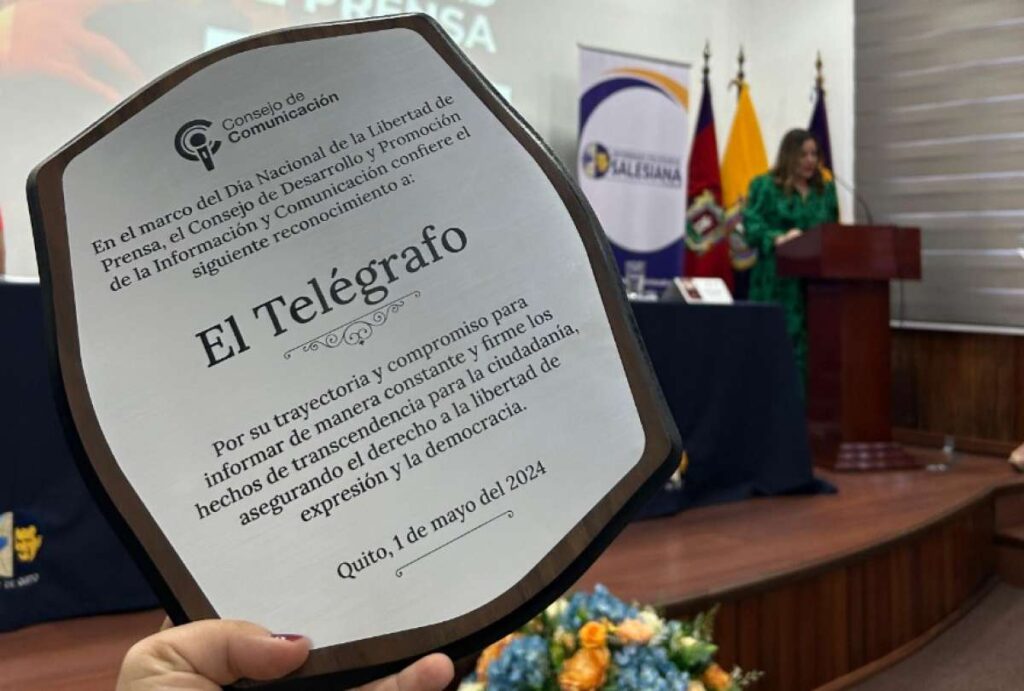 PRENSA
Consejo de
Comunicación
En el marco del Día Nacional de la Libertad de
Prensa, el Consejo de Desarrollo y Promoción
de la Información y Comunicación confiere el
siguiente reconocimiento a:
El Telégrafo
Por su trayectoria y compromiso para
informar de manera constante y firme los
hechos de transcendencia para la ciudadanía,
asegurando el derecho a la libertad de
expresión y la democracia.
Quito, 1 de mayo del 2024
SALESIANA